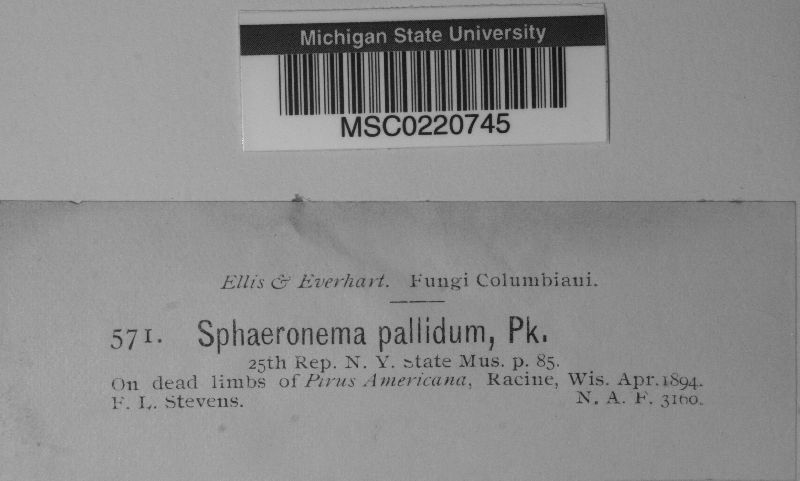 Michigan State University
MSC0220745
Ellis & Everhart. Fungi Columbiani.
571. Sphaeronema pallidum, Pk.
25th Rep. N. Y. State Mus. p. 85.
On dead limbs of Pirus Americana, Racine, Wis. Apr. 1894.
F. L. Stevens. N. A. F. 3160.